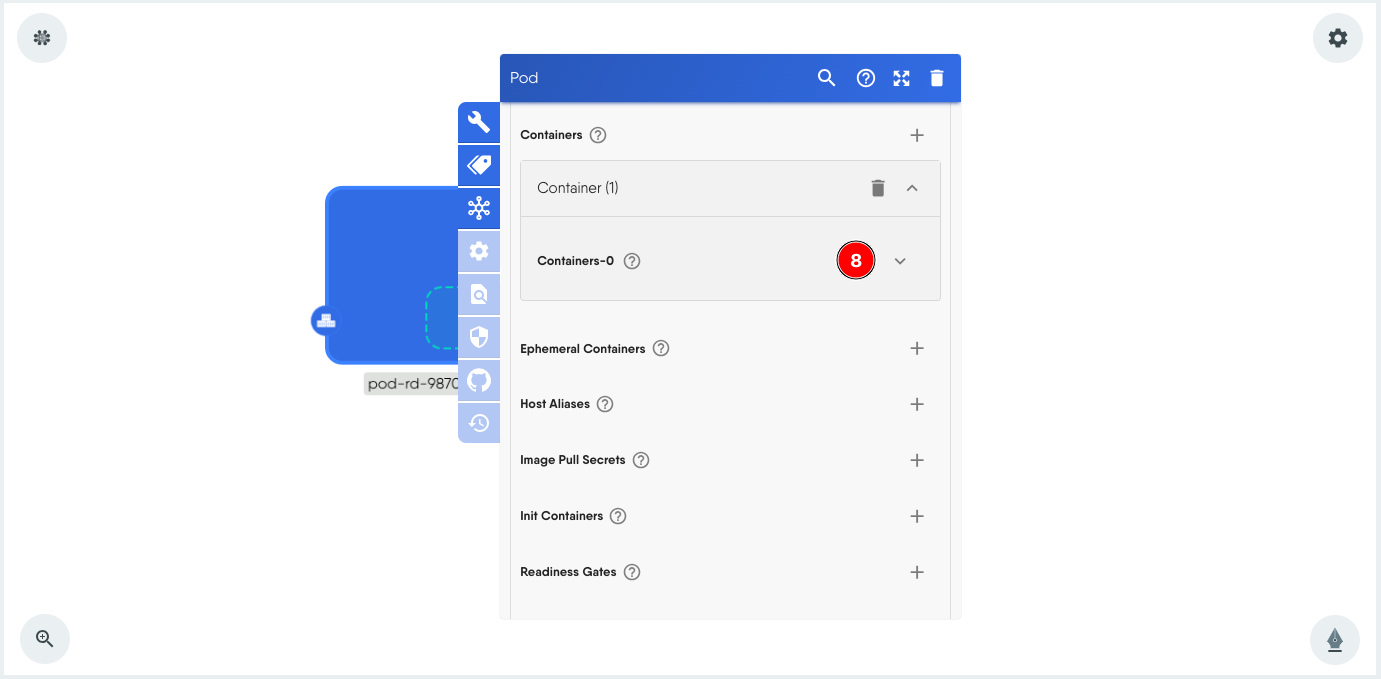 Pod
Containers
Container (1)
Containers-0
8
Ephemeral Containers
Host Aliases
Image Pull Secrets
Init Containers
Readiness Gates
pod-rd-9870